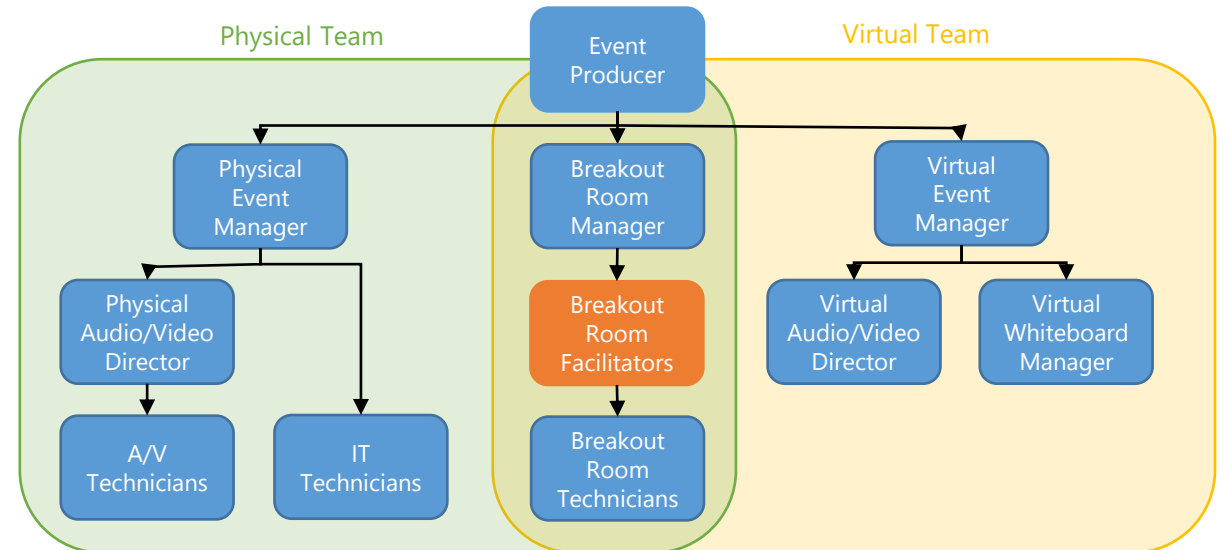 Physical Team
Virtual Team
Event
Producer
Physical
Event
Manager
Breakout
Room
Manager
Virtual
Event
Manager
Physical
Audio/Video
Director
Breakout
Room
Facilitators
Virtual
Audio/Video
Director
Virtual
Whiteboard
Manager
A/V
Technicians
IT
Technicians
Breakout
Room
Technicians